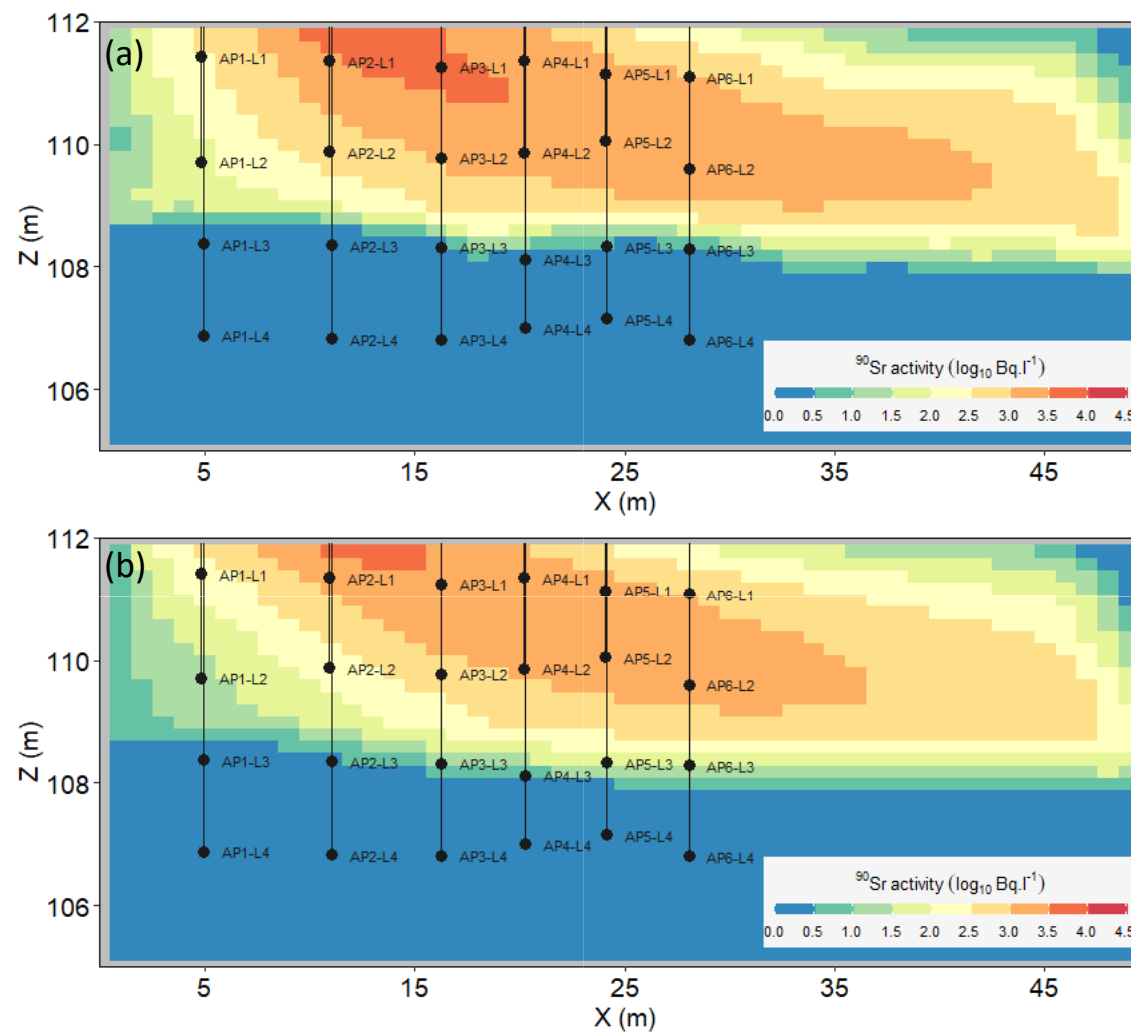 112
(a)
AP1-L1
AP2-L1
AP3-L1
AP4-L1
AP5-L1
AP6-L1
110
AP1-L2
AP2-L2
AP3-L2
AP4-L2
AP5-L2
AP6-L2
Z (m)
108
AP1-L3
AP2-L3
AP3-L3
AP4-L3
AP5-L3
AP6-L3
AP1-L4
AP2-L4
AP3-L4
AP4-L4
AP5-L4
AP6-L4
106
⁹⁰Sr activity (log₁₀ Bq.l⁻¹)
0.0 0.5 1.0 1.5 2.0 2.5 3.0 3.5 4.0 4.5
5 15 25 35 45
X (m)
112
(b)
AP1-L1
AP2-L1
AP3-L1
AP4-L1
AP5-L1
AP6-L1
110
AP1-L2
AP2-L2
AP3-L2
AP4-L2
AP5-L2
AP6-L2
Z (m)
108
AP1-L3
AP2-L3
AP3-L3
AP4-L3
AP5-L3
AP6-L3
AP1-L4
AP2-L4
AP3-L4
AP4-L4
AP5-L4
AP6-L4
106
⁹⁰Sr activity (log₁₀ Bq.l⁻¹)
0.0 0.5 1.0 1.5 2.0 2.5 3.0 3.5 4.0 4.5
5 15 25 35 45
X (m)